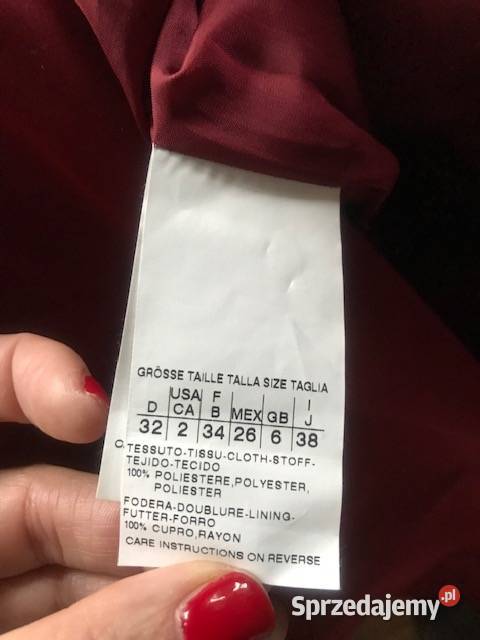 GRÖSSE TAILLE TALLA SIZE TAGLIA
USA F I
D CA B MEX GB J
32 2 34 26 6 38
TESSUTO-TISSU-CLOTH-STOFF-
TEJIDO-TECIDO
100% POLIESTERE,POLYESTER,
POLIESTER
FODERA-DOUBLURE-LINING-
FUTTER-FORRO
100% CUPRO,RAYON
CARE INSTRUCTIONS ON REVERSE
Sprzedajemy.pl